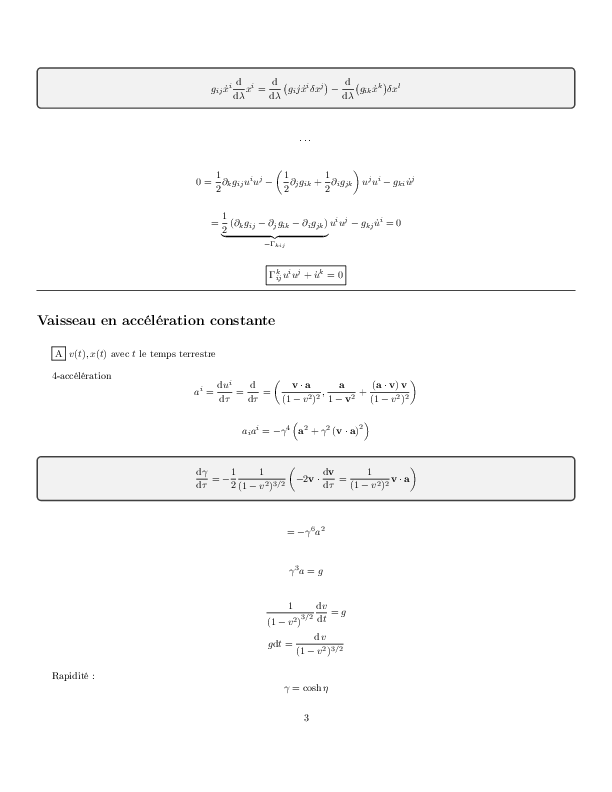 $g_{ij}\dot{x}^i \frac{\mathrm{d}}{\mathrm{d}\lambda} x^i = \frac{\mathrm{d}}{\mathrm{d}\lambda} \left( g_i j \dot{x}^i \delta x^j \right) - \frac{\mathrm{d}}{\mathrm{d}\lambda} \left( g_{ik} \dot{x}^k \right) \delta x^l$
...
$0 = \frac{1}{2} \partial_k g_{ij} u^i u^j - \left( \frac{1}{2} \partial_j g_{ik} + \frac{1}{2} \partial_i g_{jk} \right) u^j u^i - g_{ki} \dot{u}^j$
$= \underbrace{\frac{1}{2} \left( \partial_k g_{ij} - \partial_j g_{ik} - \partial_i g_{jk} \right)}_{-\Gamma_{kij}} u^i u^j - g_{kj} \dot{u}^i = 0$
$\boxed{\Gamma^k_{ij} u^i u^j + \dot{u}^k = 0}$
Vaisseau en accélération constante
A $v(t), x(t)$ avec $t$ le temps terrestre
4-accélération
$a^i = \frac{\mathrm{d}u^i}{\mathrm{d}\tau} = \frac{\mathrm{d}}{\mathrm{d}\tau} = \left( \frac{\mathbf{v} \cdot \mathbf{a}}{(1 - v^2)^2}, \frac{\mathbf{a}}{1 - \mathbf{v}^2} + \frac{(\mathbf{a} \cdot \mathbf{v}) \mathbf{v}}{(1 - v^2)^2} \right)$
$a_i a^i = -\gamma^4 \left( \mathbf{a}^2 + \gamma^2 (\mathbf{v} \cdot \mathbf{a})^2 \right)$
$\frac{\mathrm{d}\gamma}{\mathrm{d}\tau} = -\frac{1}{2} \frac{1}{(1 - v^2)^{3/2}} \left( -2\mathbf{v} \cdot \frac{\mathrm{d}\mathbf{v}}{\mathrm{d}\tau} = \frac{1}{(1 - v^2)^2} \mathbf{v} \cdot \mathbf{a} \right)$
$= -\gamma^6 a^2$
$\gamma^3 a = g$
$\frac{1}{(1 - v^2)^{3/2}} \frac{\mathrm{d}v}{\mathrm{d}t} = g$
$g \mathrm{d}t = \frac{\mathrm{d}\,v}{(1 - v^2)^{3/2}}$
Rapidité :
$\gamma = \cosh \eta$
3